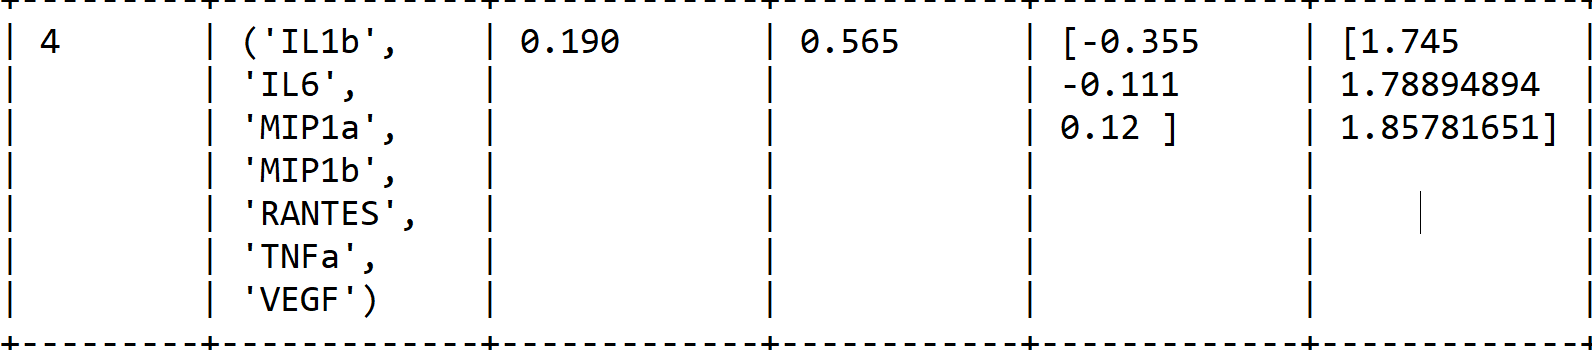 +---------+-------------+-------------+------------+-------------+-------------+
| 4       | ('IL1b',    | 0.190       | 0.565      | [-0.355     | [1.745      |
|         | 'IL6',      |             |            | -0.111      | 1.78894894  |
|         | 'MIP1a',    |             |            | 0.12 ]      | 1.85781651] |
|         | 'MIP1b',    |             |            |             |             |
|         | 'RANTES',   |             |            |             |             |
|         | 'TNFa',     |             |            |             |             |
|         | 'VEGF')     |             |            |             |             |
+---------+-------------+-------------+------------+-------------+-------------+